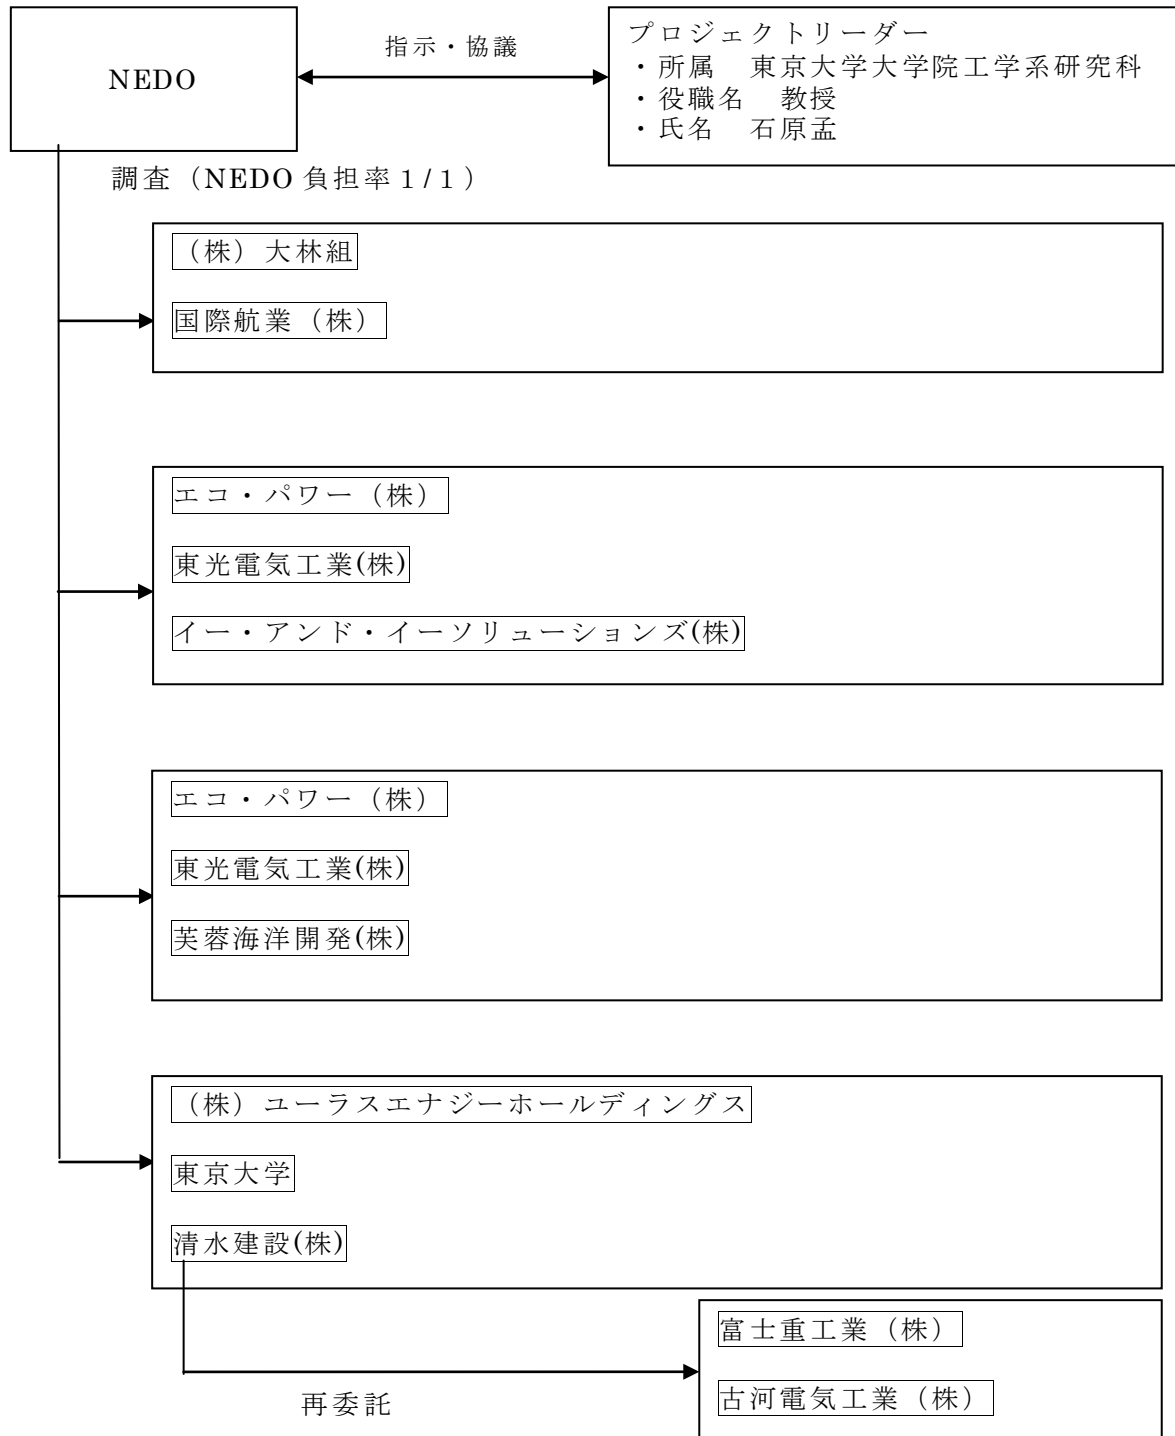 NEDO
指示・協議
プロジェクトリーダー
・所属　東京大学大学院工学系研究科
・役職名　教授
・氏名　石原孟
調査（NEDO 負担率１/１）
（株）大林組
国際航業（株）
エコ・パワー（株）
東光電気工業(株)
イー・アンド・イーソリューションズ(株)
エコ・パワー（株）
東光電気工業(株)
芙蓉海洋開発(株)
（株）ユーラスエナジーホールディングス
東京大学
清水建設(株)
再委託
富士重工業（株）
古河電気工業（株）